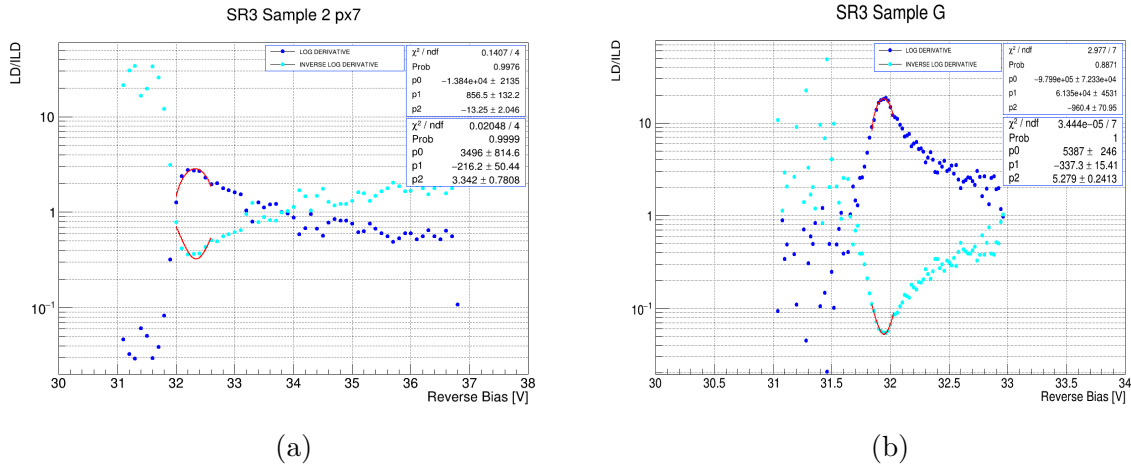 SR3 Sample 2 px7
LD/ILD
LOG DERIVATIVE
INVERSE LOG DERIVATIVE
χ² / ndf 0.1407 / 4
Prob 0.9976
p0 −1.384e+04 ± 2135
p1 856.5 ± 132.2
p2 −13.25 ± 2.046
χ² / ndf 0.02048 / 4
Prob 0.9999
p0 3496 ± 814.6
p1 −216.2 ± 50.44
p2 3.342 ± 0.7808
10
1
10⁻¹
30 31 32 33 34 35 36 37 38
Reverse Bias [V]
(a)
SR3 Sample G
LD/ILD
LOG DERIVATIVE
INVERSE LOG DERIVATIVE
χ² / ndf 2.977 / 7
Prob 0.8871
p0 −9.799e+05 ± 7.233e+04
p1 6.135e+04 ± 4531
p2 −960.4 ± 70.95
χ² / ndf 3.444e−05 / 7
Prob 1
p0 5387 ± 246
p1 −337.3 ± 15.41
p2 5.279 ± 0.2413
10
1
10⁻¹
30 30.5 31 31.5 32 32.5 33 33.5 34
Reverse Bias [V]
(b)